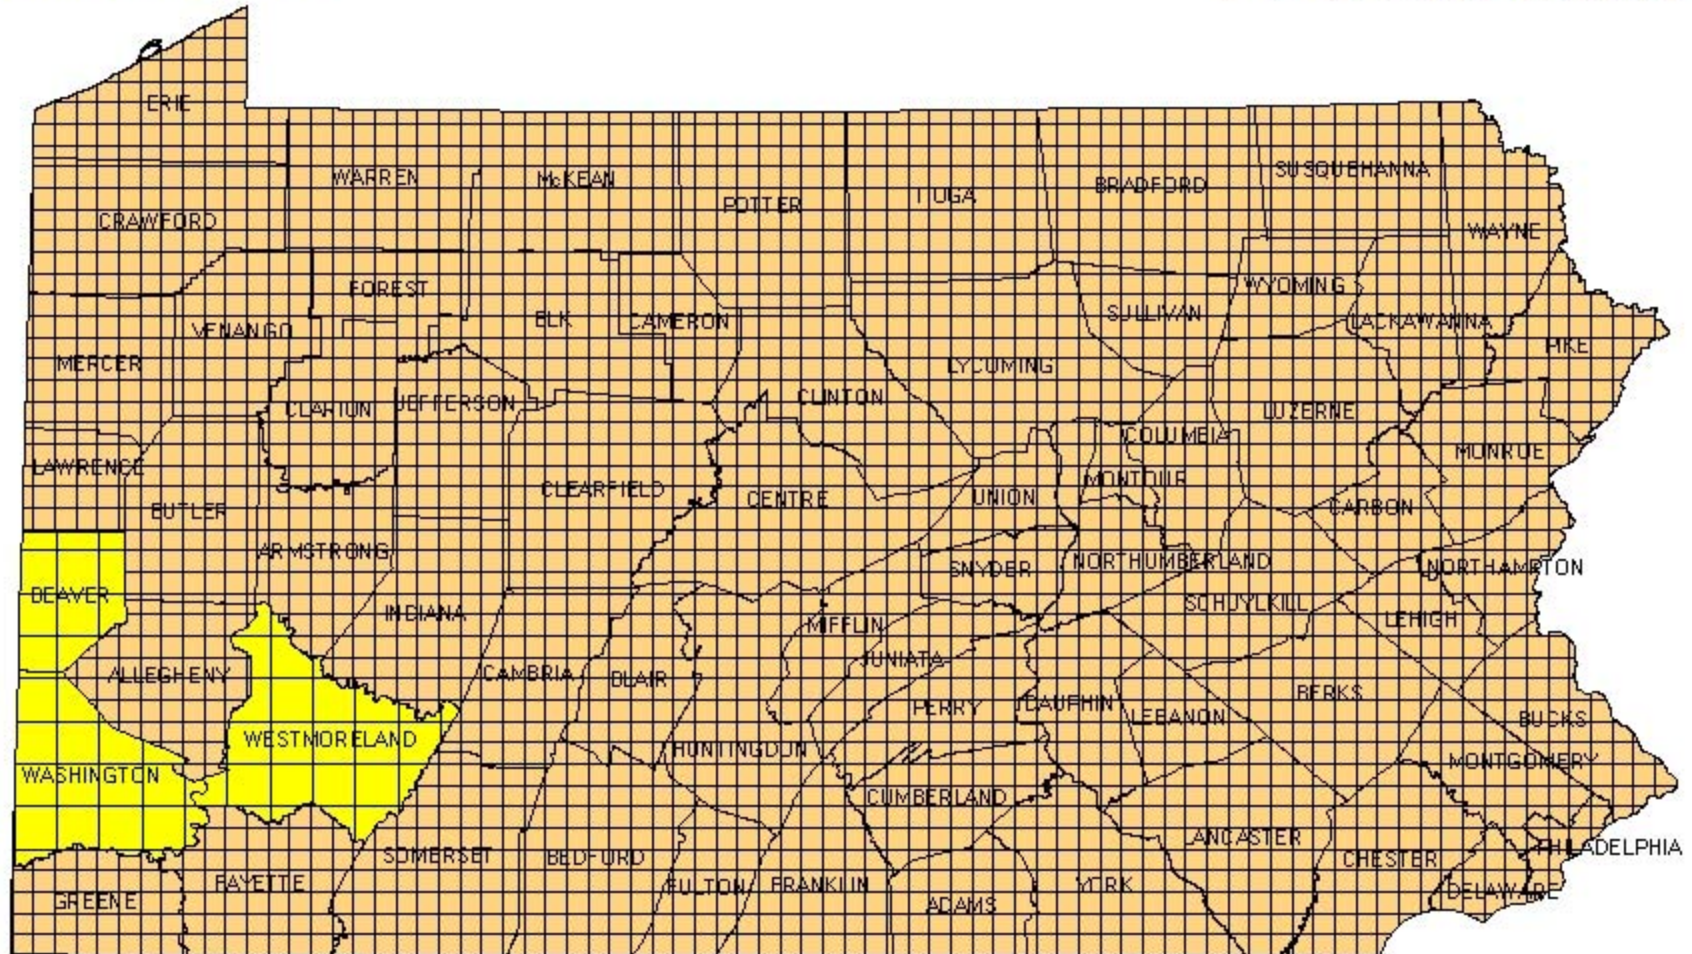 ERIE
WARREN
McKEAN
POTTER
TIOGA
BRADFORD
SUSQUEHANNA
CRAWFORD
WAYNE
FOREST
WYOMING
VENANGO
ELK
CAMERON
SULLIVAN
LACKAWANNA
MERCER
LYCOMING
PIKE
CLARION
JEFFERSON
CLINTON
LUZERNE
COLUMBIA
LAWRENCE
MONROE
BUTLER
CLEARFIELD
CENTRE
UNION
MONTOUR
CARBON
ARMSTRONG
SNYDER
NORTHUMBERLAND
NORTHAMPTON
BEAVER
INDIANA
MIFFLIN
SCHUYLKILL
LEHIGH
ALLEGHENY
CAMBRIA
BLAIR
JUNIATA
BERKS
PERRY
DAUPHIN
LEBANON
BUCKS
WESTMORELAND
HUNTINGDON
WASHINGTON
MONTGOMERY
CUMBERLAND
SOMERSET
BEDFORD
LANCASTER
CHESTER
PHILADELPHIA
GREENE
FAYETTE
FULTON
FRANKLIN
ADAMS
YORK
DELAWARE